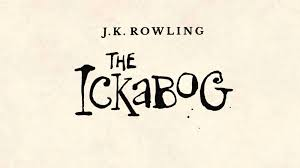 J.K. ROWLING
THE
ICKABOG